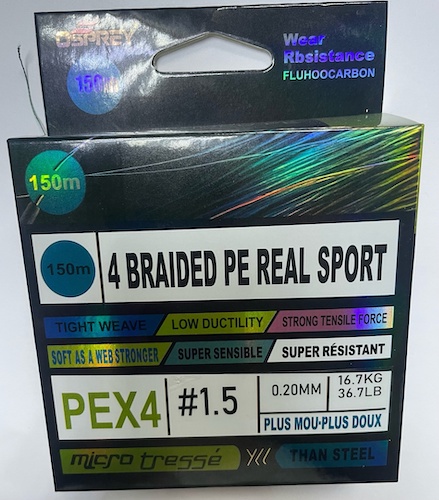 OSPREY
150m
Wear
Rbsistance
FLUHOOCARBON
150m
150m
4 BRAIDED PE REAL SPORT
TIGHT WEAVE LOW DUCTILITY STRONG TENSILE FORCE
SOFT AS A WEB STRONGER SUPER SENSIBLE SUPER RÉSISTANT
PEX4 #1.5 0.20MM 16.7KG
36.7LB
PLUS MOU·PLUS DOUX
micro tressé THAN STEEL